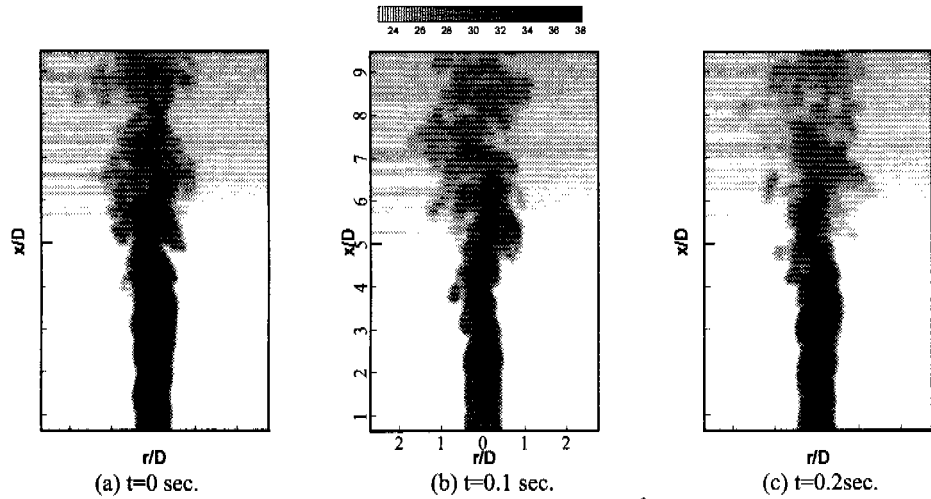 24 26 28 30 32 34 36 38
x/D
r/D
(a) t=0 sec.
9
8
7
6
5
4
3
2
1
x/D
2 1 0 1 2
r/D
(b) t=0.1 sec.
x/D
r/D
(c) t=0.2sec.